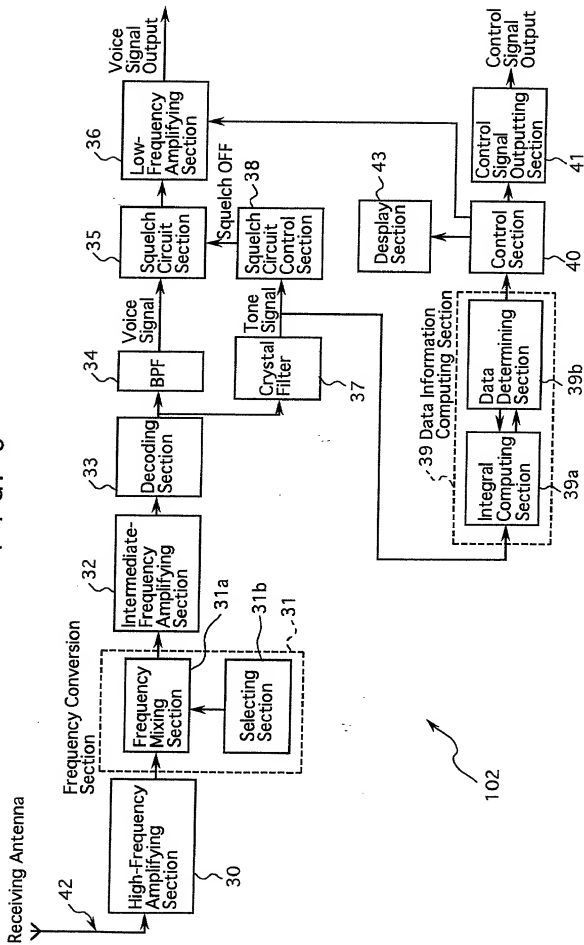 Receiving Antenna
42
High-Frequency
Amplifying
Section
30
Frequency Conversion
Section
Frequency
Mixing
Section
31a
Selecting
Section
31b
31
32
Intermediate-
Frequency
Amplifying
Section
33
Decoding
Section
34
BPF
Voice
Signal
35
Squelch
Circuit
Section
36
Low-
Frequency
Amplifying
Section
Voice
Signal
Output
Crystal
Filter
37
Tone
Signal
Squelch
Circuit
Control
Section
38
Squelch OFF
39 Data Information
Computing Section
Integral
Computing
Section
39a
Data
Determining
Section
39b
Control
Section
40
Desplay
Section
43
Control
Signal
Outputting
Section
41
Control
Signal
Output
102